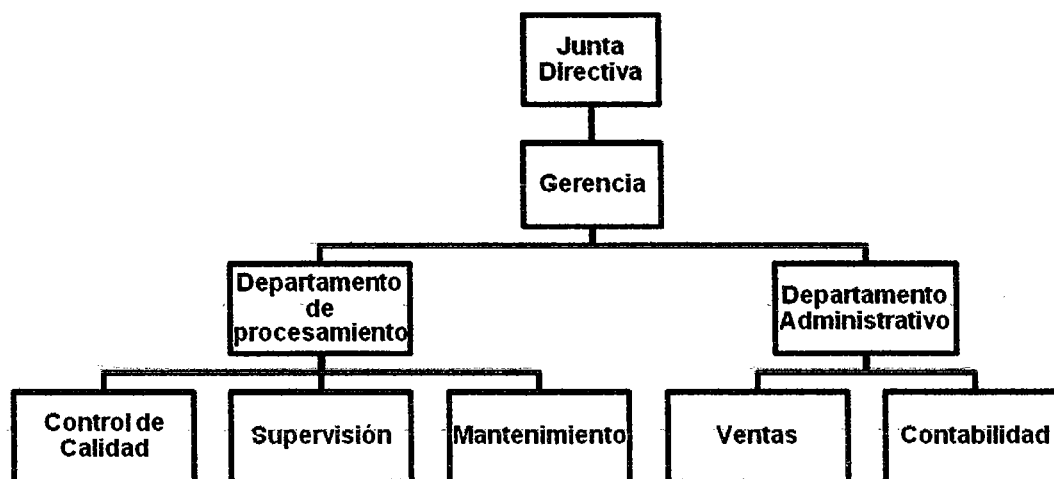 Junta
Directiva
Gerencia
Departamento
de
procesamiento
Departamento
Administrativo
Control de
Calidad
Supervisión
Mantenimiento
Ventas
Contabilidad